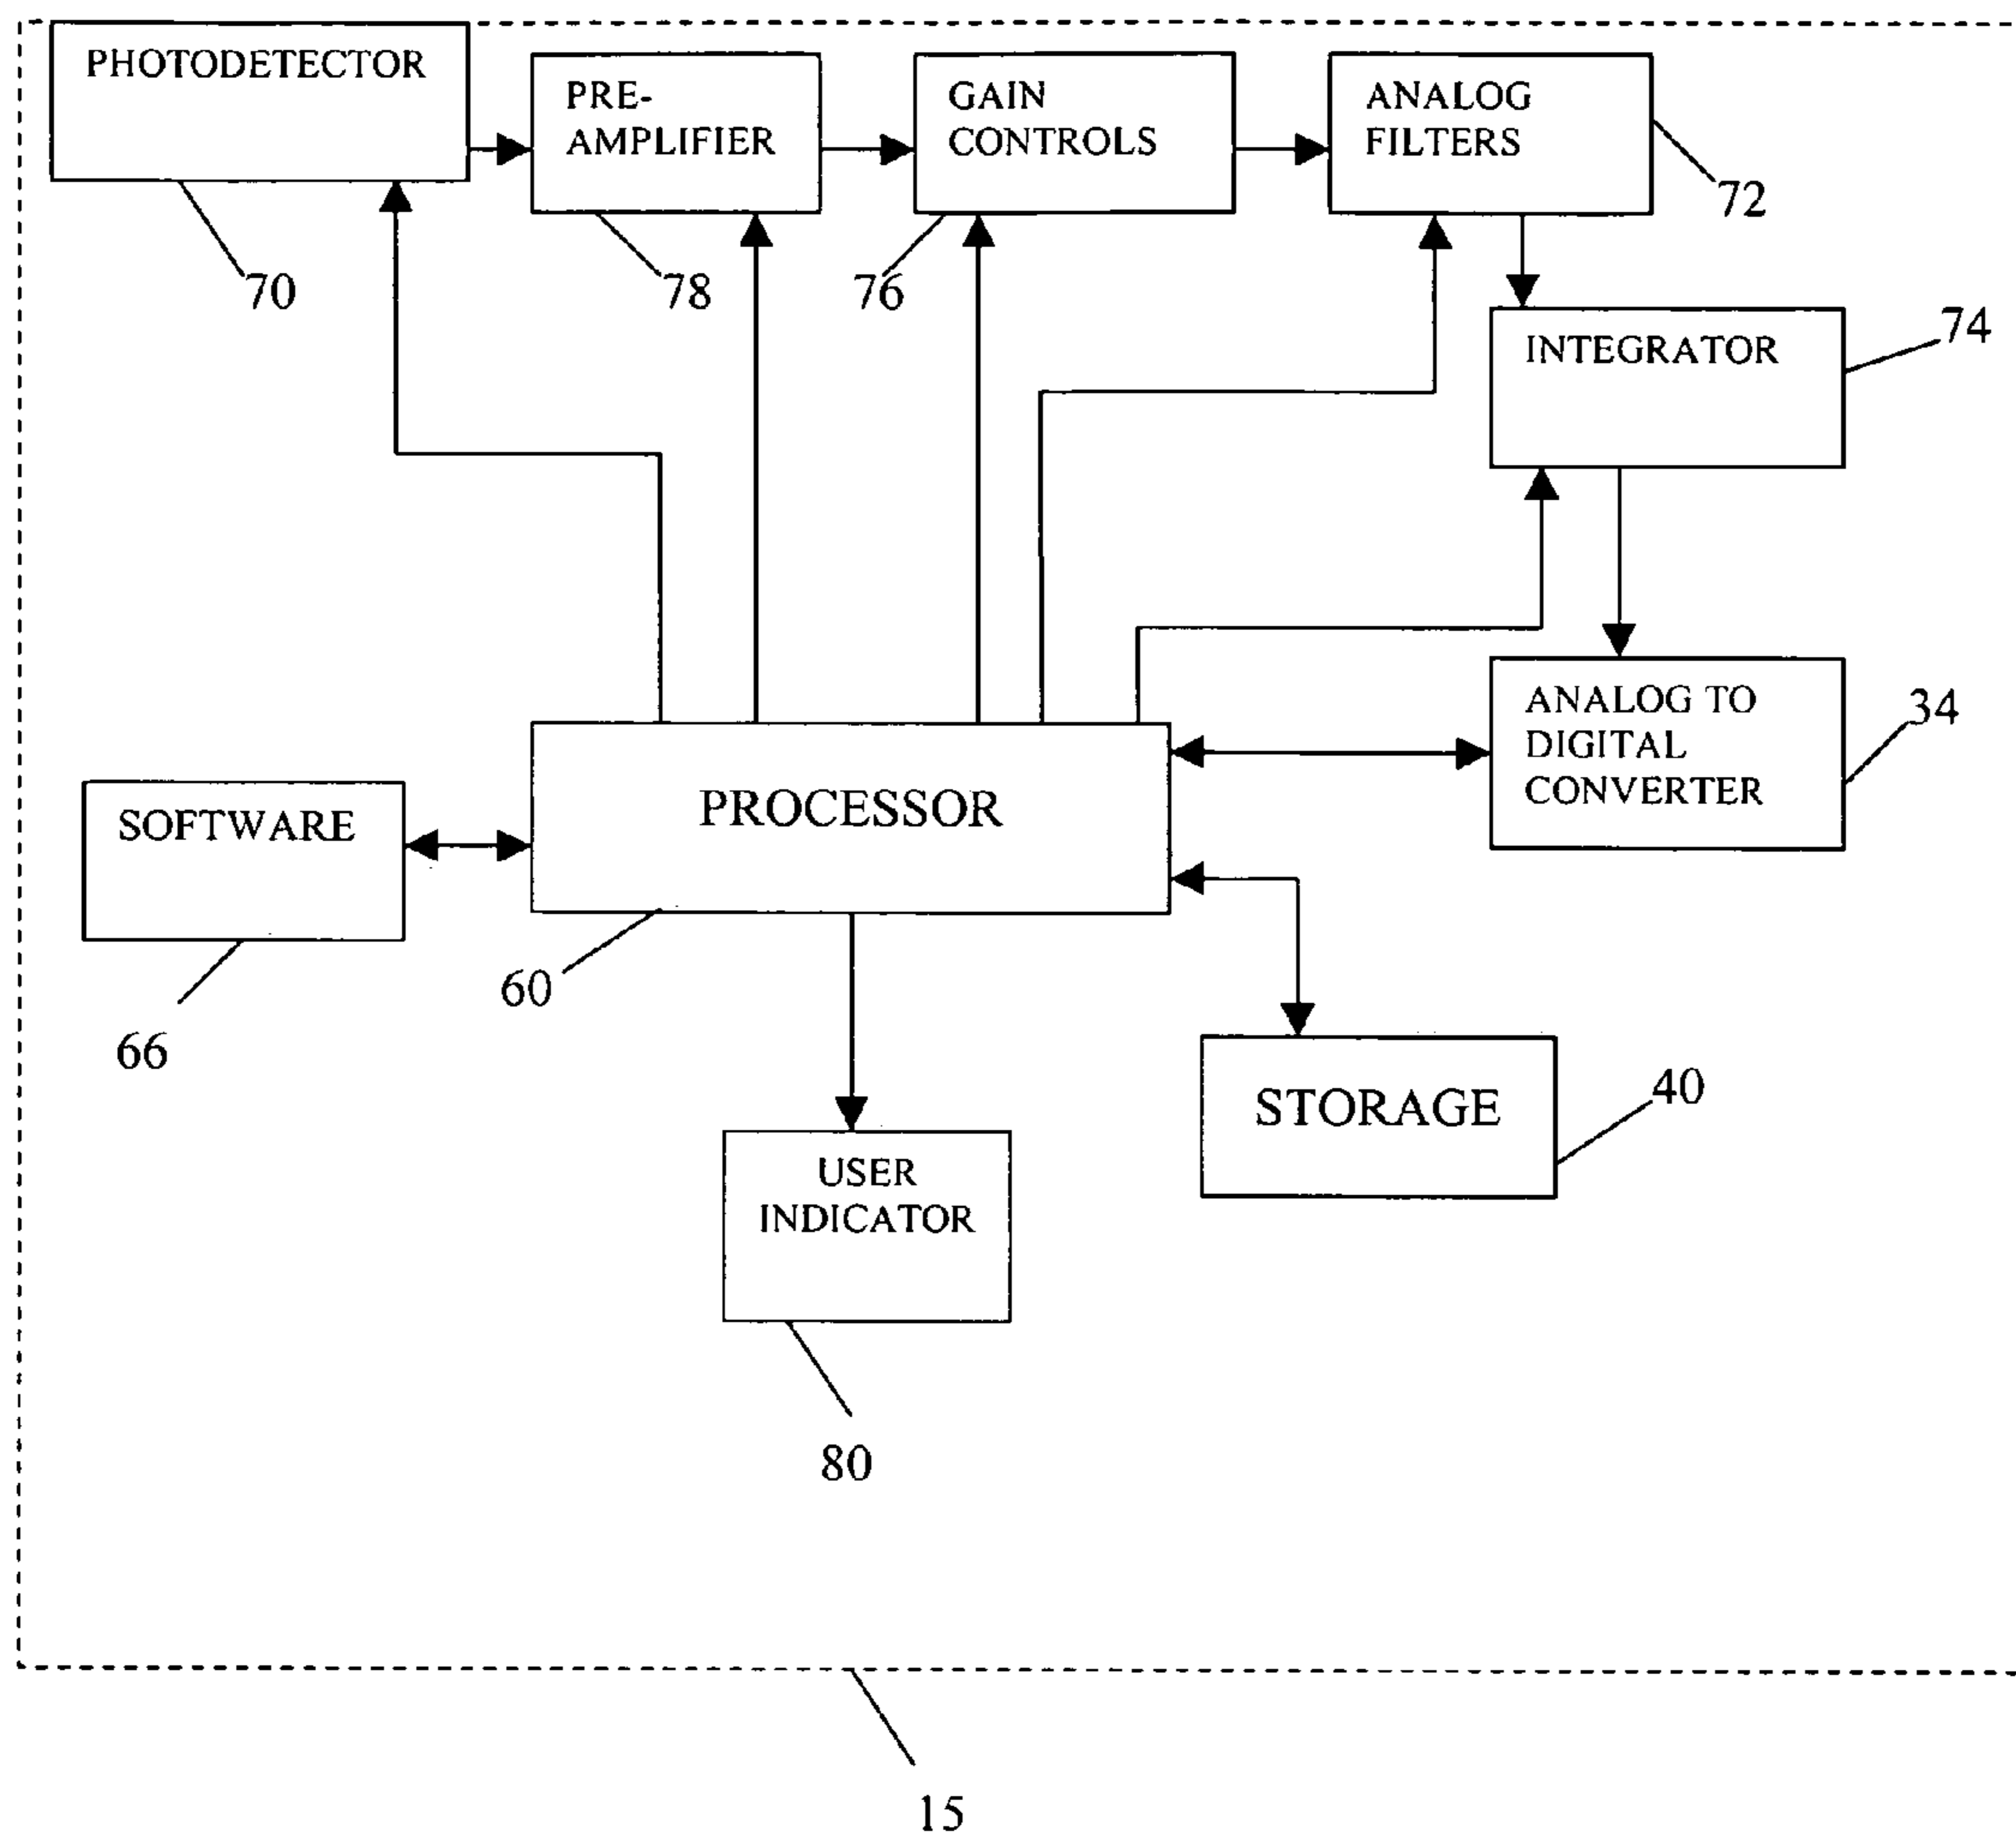 PHOTODETECTOR
PRE-
AMPLIFIER
GAIN
CONTROLS
ANALOG
FILTERS
72
70
78
76
INTEGRATOR
74
ANALOG TO
DIGITAL
CONVERTER
34
PROCESSOR
SOFTWARE
60
66
STORAGE
40
USER
INDICATOR
80
15